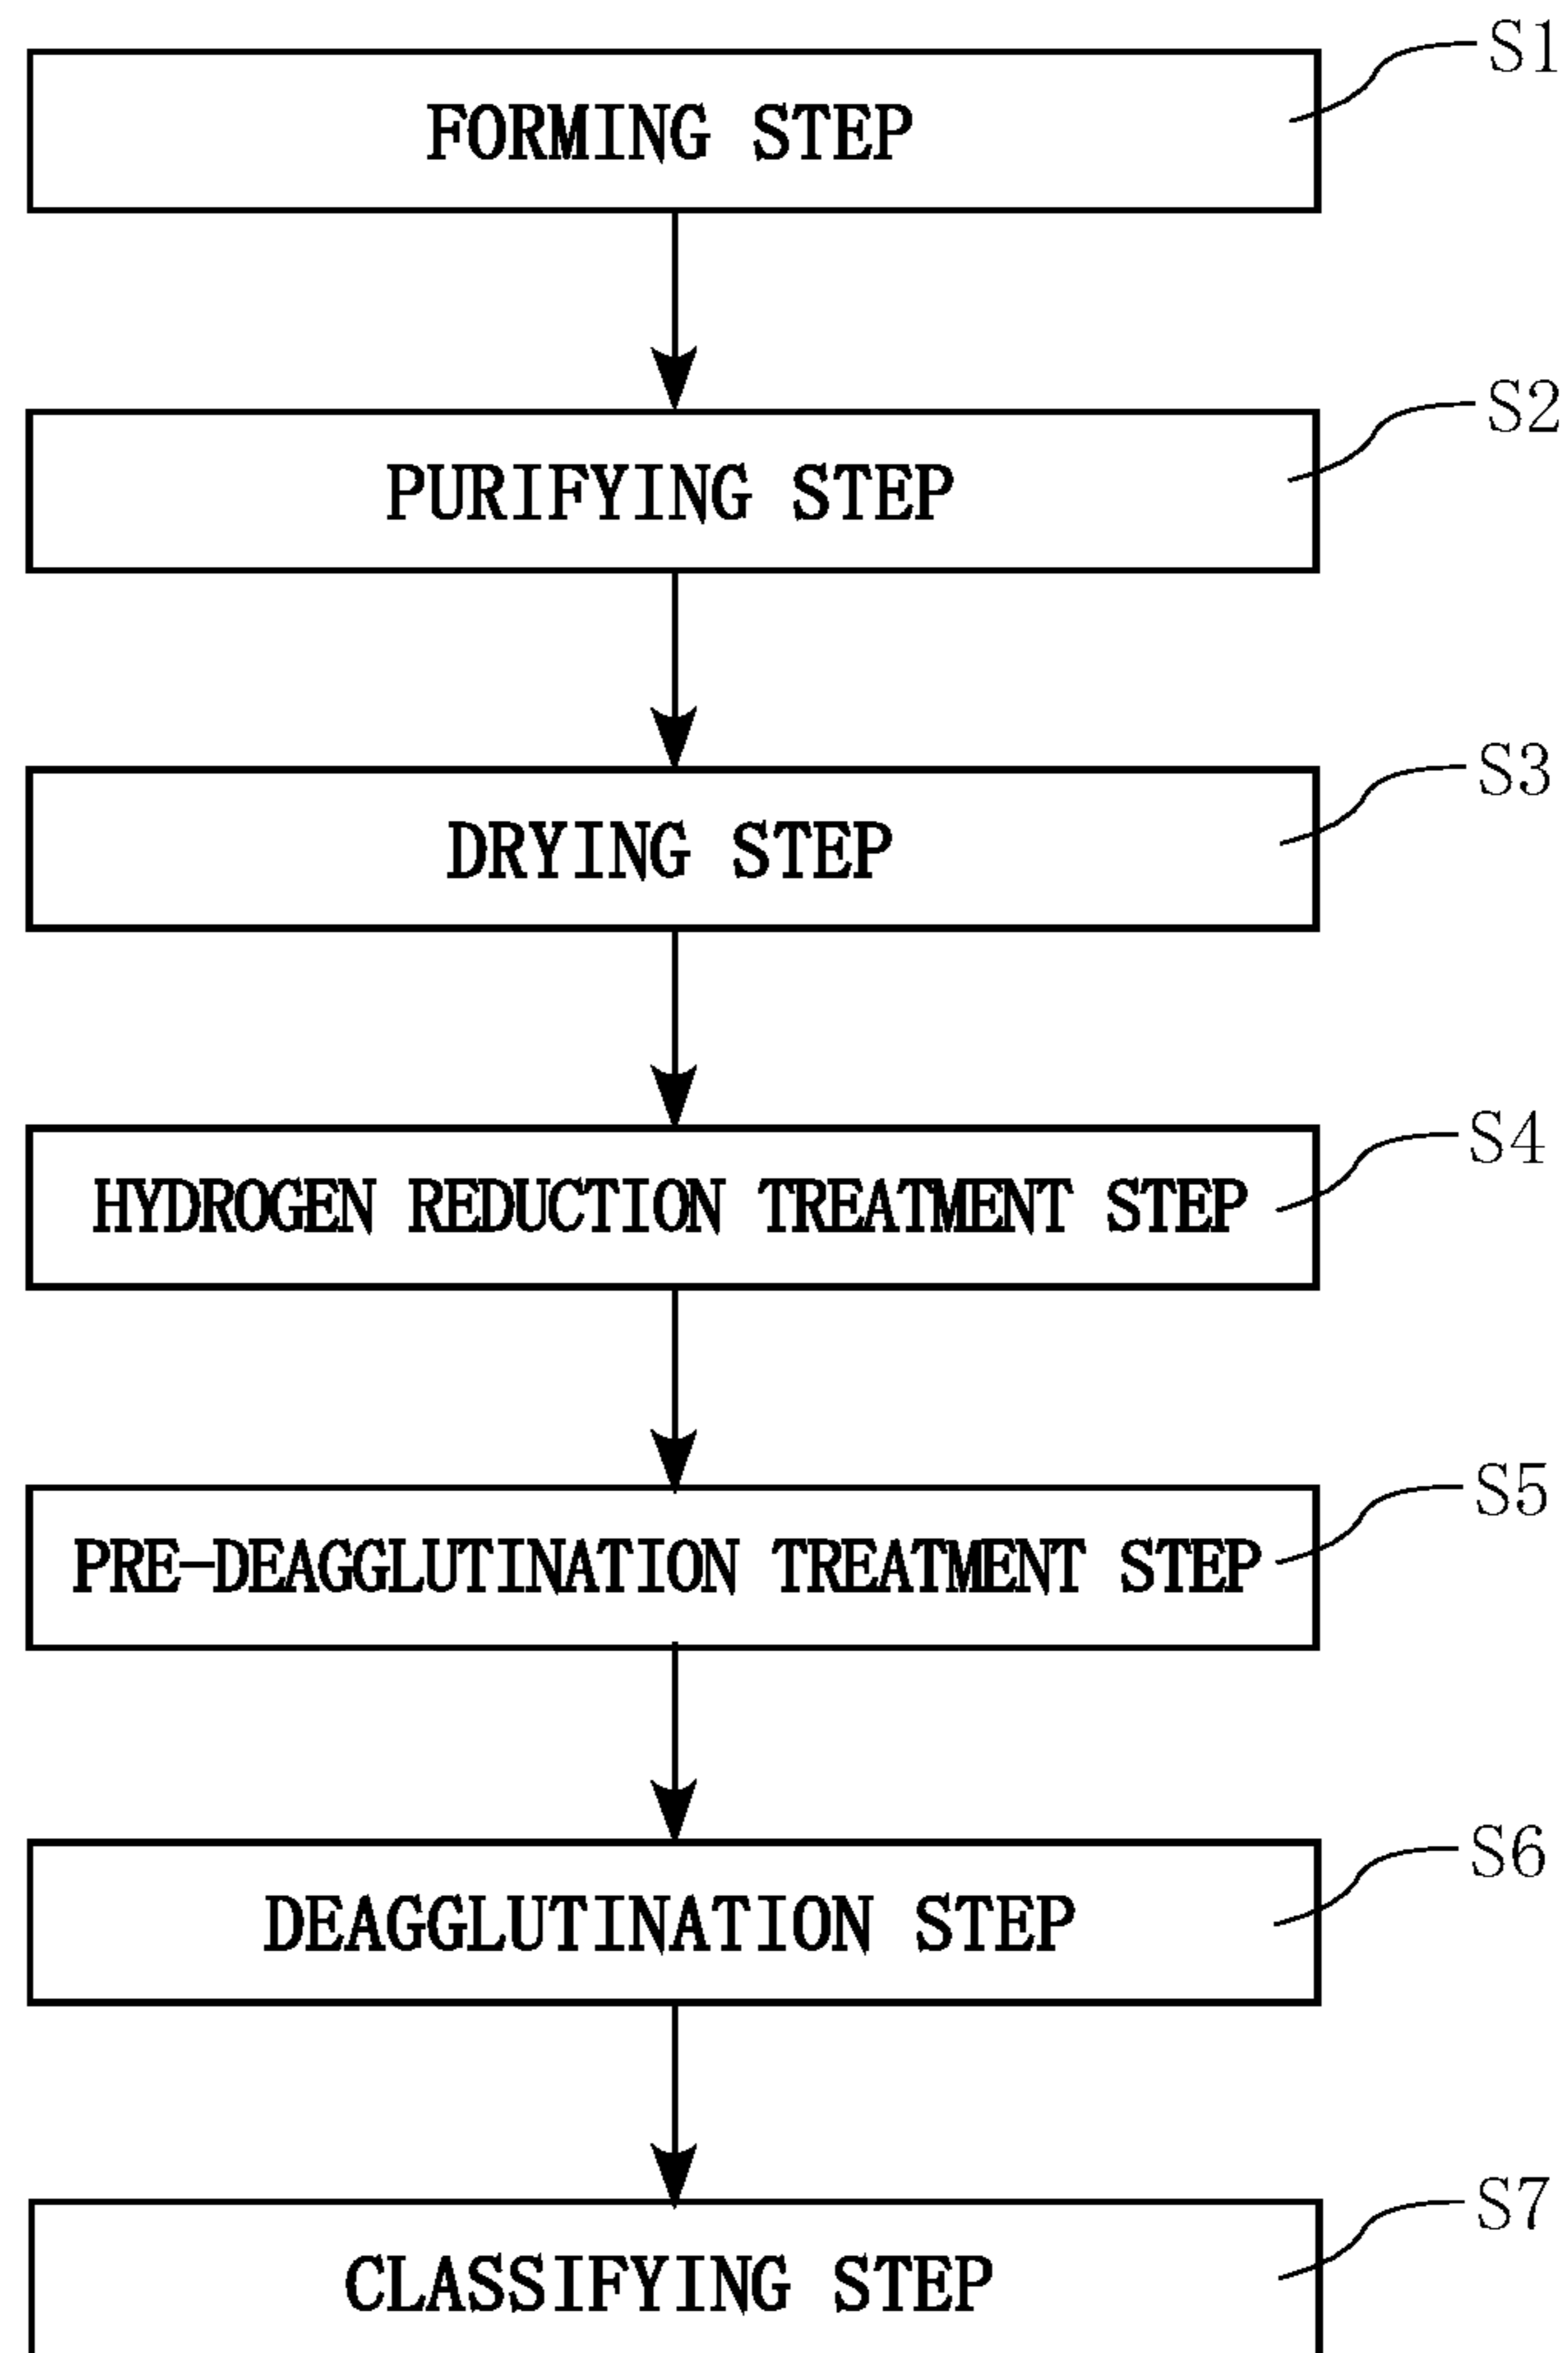 S1
FORMING STEP
S2
PURIFYING STEP
S3
DRYING STEP
S4
HYDROGEN REDUCTION TREATMENT STEP
S5
PRE-DEAGGLUTINATION TREATMENT STEP
S6
DEAGGLUTINATION STEP
S7
CLASSIFYING STEP